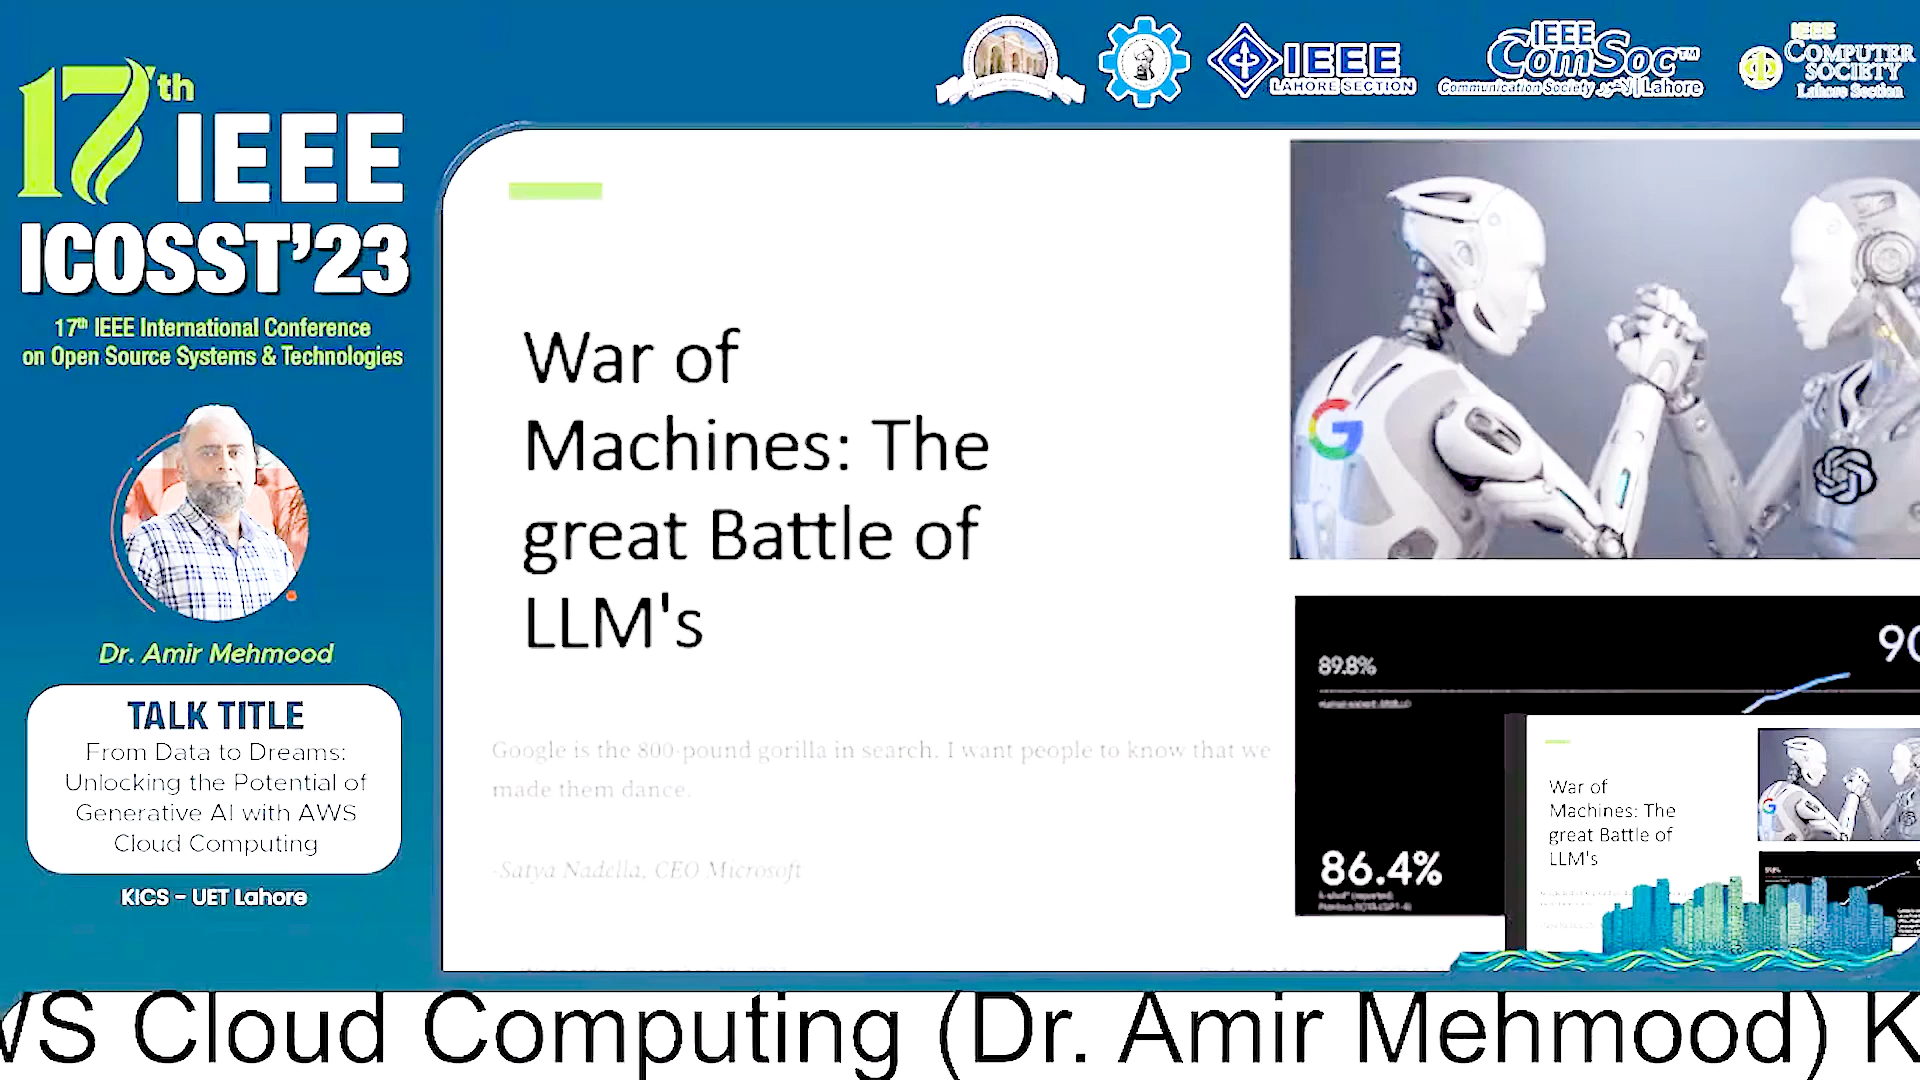 17th
IEEE
ICOSST'23
17th IEEE International Conference
on Open Source Systems & Technologies
Dr. Amir Mehmood
TALK TITLE
From Data to Dreams:
Unlocking the Potential of
Generative AI with AWS
Cloud Computing
KICS - UET Lahore
IEEE
LAHORE SECTION
IEEE
ComSoc™
Communication Society لاہور Lahore
IEEE
COMPUTER
SOCIETY
Lahore Section
War of
Machines: The
great Battle of
LLM's
Google is the 800-pound gorilla in search. I want people to know that we
made them dance.
-Satya Nadella, CEO Microsoft
G
89.8%
90
86.4%
War of
Machines: The
great Battle of
LLM's
G
WS Cloud Computing (Dr. Amir Mehmood) K